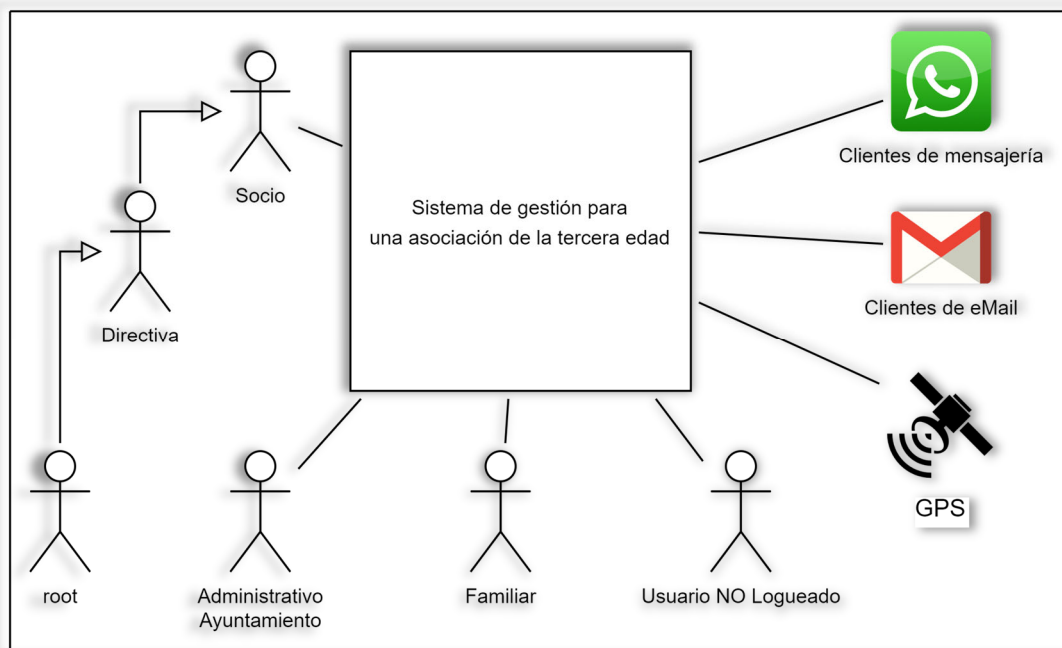 Clientes de mensajería
Socio
Sistema de gestión para
una asociación de la tercera edad
Clientes de eMail
Directiva
GPS
root
Administrativo
Ayuntamiento
Familiar
Usuario NO Logueado